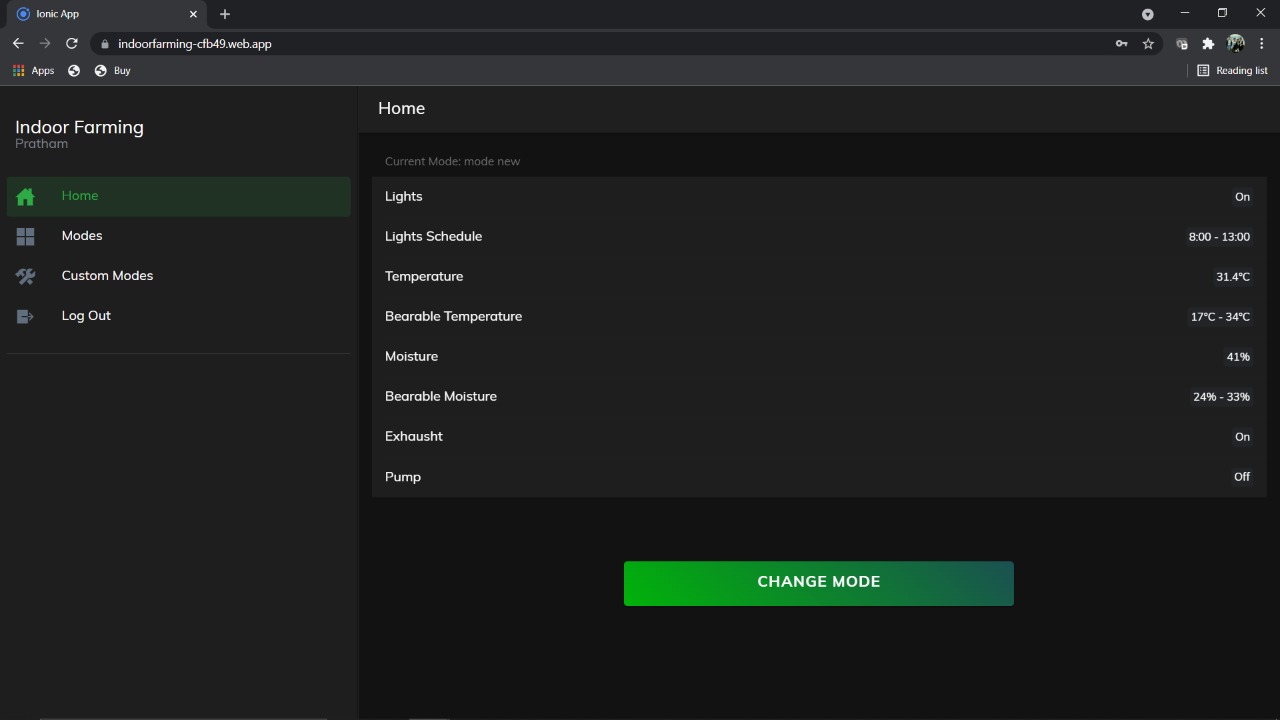 Ionic App
indoorfarming-cfb49.web.app
Apps
Buy
Reading list
Indoor Farming
Pratham
Home
Modes
Custom Modes
Log Out
Home
Current Mode: mode new
Lights On
Lights Schedule 8:00 - 13:00
Temperature 31.4°C
Bearable Temperature 17°C - 34°C
Moisture 41%
Bearable Moisture 24% - 33%
Exhausht On
Pump Off
CHANGE MODE